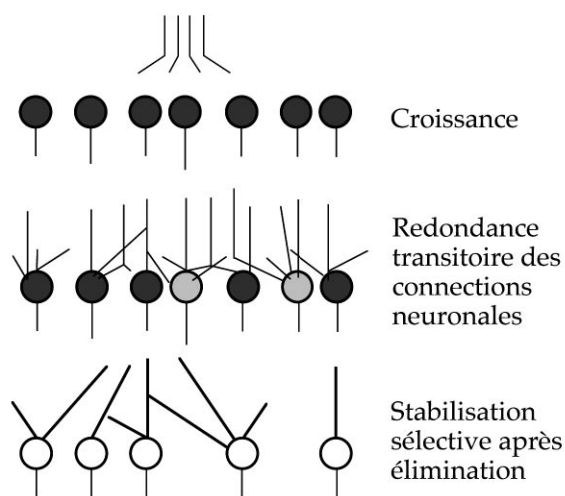 Croissance
Redondance
transitoire des
connections
neuronales
Stabilisation
sélective après
élimination